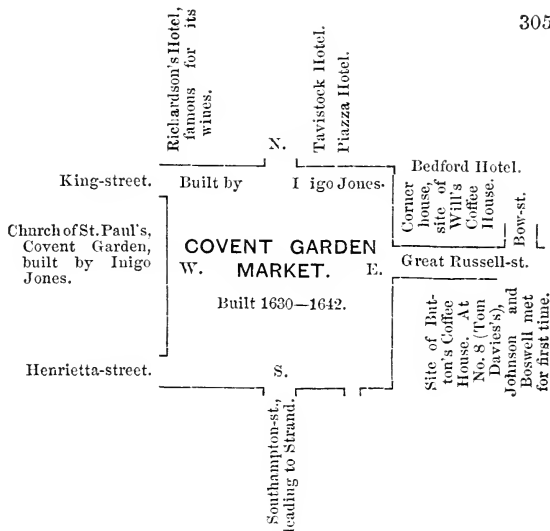 305
Richardson's Hotel,
famous for its
wines.
Tavistock Hotel.
Piazza Hotel.
N.
King-street.
Built by I igo Jones.
Bedford Hotel.
Corner
house,
site of
Will's
Coffee
House.
Bow-st.
Church of St. Paul's,
Covent Garden,
built by Inigo
Jones.
W.
COVENT GARDEN
MARKET.
E.
Great Russell-st.
Built 1630—1642.
Site of But-
ton's Coffee
House. At
No. 8 (Tom
Davies's),
Johnson and
Boswell met
for first time.
Henrietta-street.
S.
Southampton-st.,
leading to Strand.